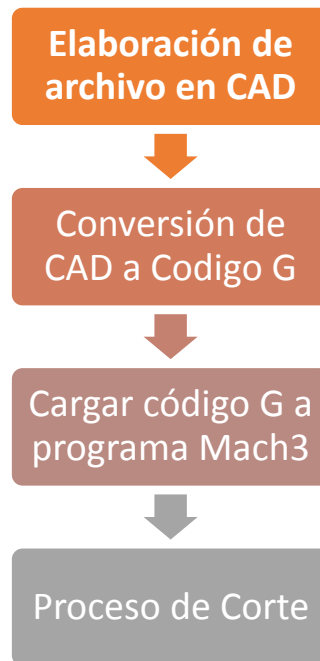 Elaboración de
archivo en CAD
Conversión de
CAD a Codigo G
Cargar código G a
programa Mach3
Proceso de Corte